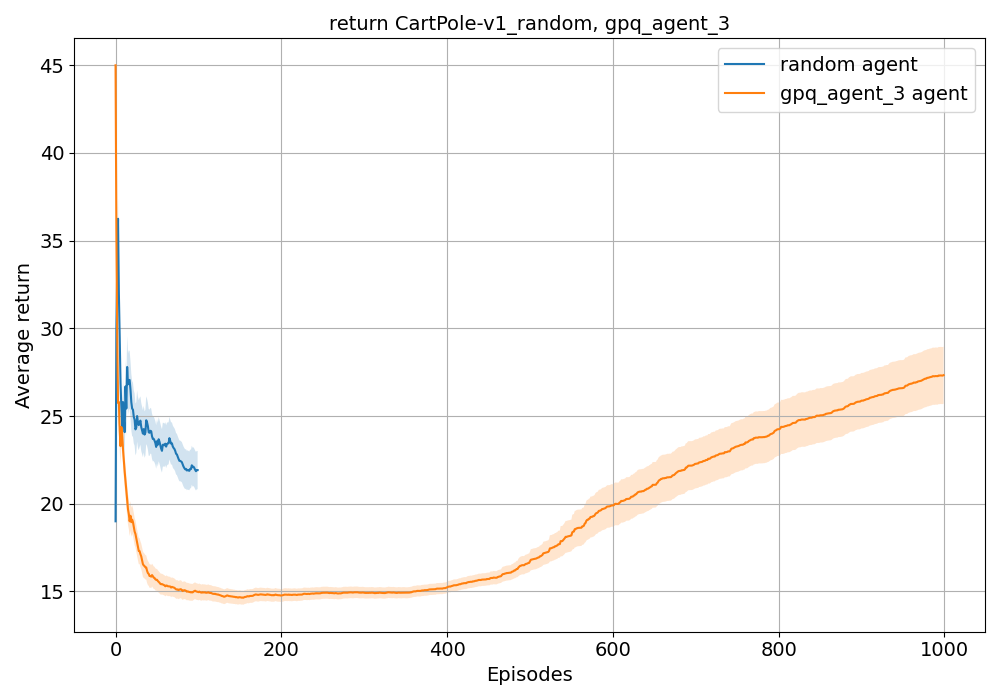 return CartPole-v1_random, gpq_agent_3
random agent
gpq_agent_3 agent
45
40
35
30
25
20
15
Average return
0 200 400 600 800 1000
Episodes